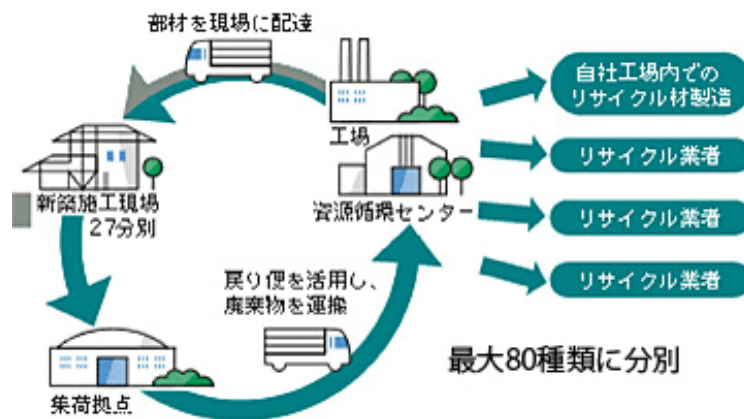 部材を現場に配達
自社工場内での
リサイクル材製造
工場
リサイクル業者
新築施工現場
27分別
資源循環センター
リサイクル業者
戻り便を活用し、
廃棄物を運搬
リサイクル業者
最大80種類に分別
集荷拠点